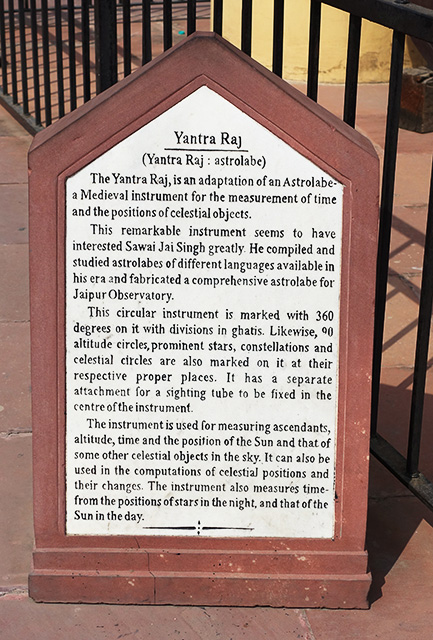 Yantra Raj
(Yantra Raj : astrolabe)
The Yantra Raj, is an adaptation of an Astrolabe-
a Medieval instrument for the measurement of time
and the positions of celestial objects.
This remarkable instrument seems to have
interested Sawai Jai Singh greatly. He compiled and
studied astrolabes of different languages available in
his era and fabricated a comprehensive astrolabe for
Jaipur Observatory.
This circular instrument is marked with 360
degrees on it with divisions in ghatis. Likewise, 90
altitude circles, prominent stars, constellations and
celestial circles are also marked on it at their
respective proper places. It has a separate
attachment for a sighting tube to be fixed in the
centre of the instrument.
The instrument is used for measuring ascendants,
altitude, time and the position of the Sun and that of
some other celestial objects in the sky. It can also be
used in the computations of celestial positions and
their changes. The instrument also measures time-
from the positions of stars in the night, and that of the
Sun in the day.